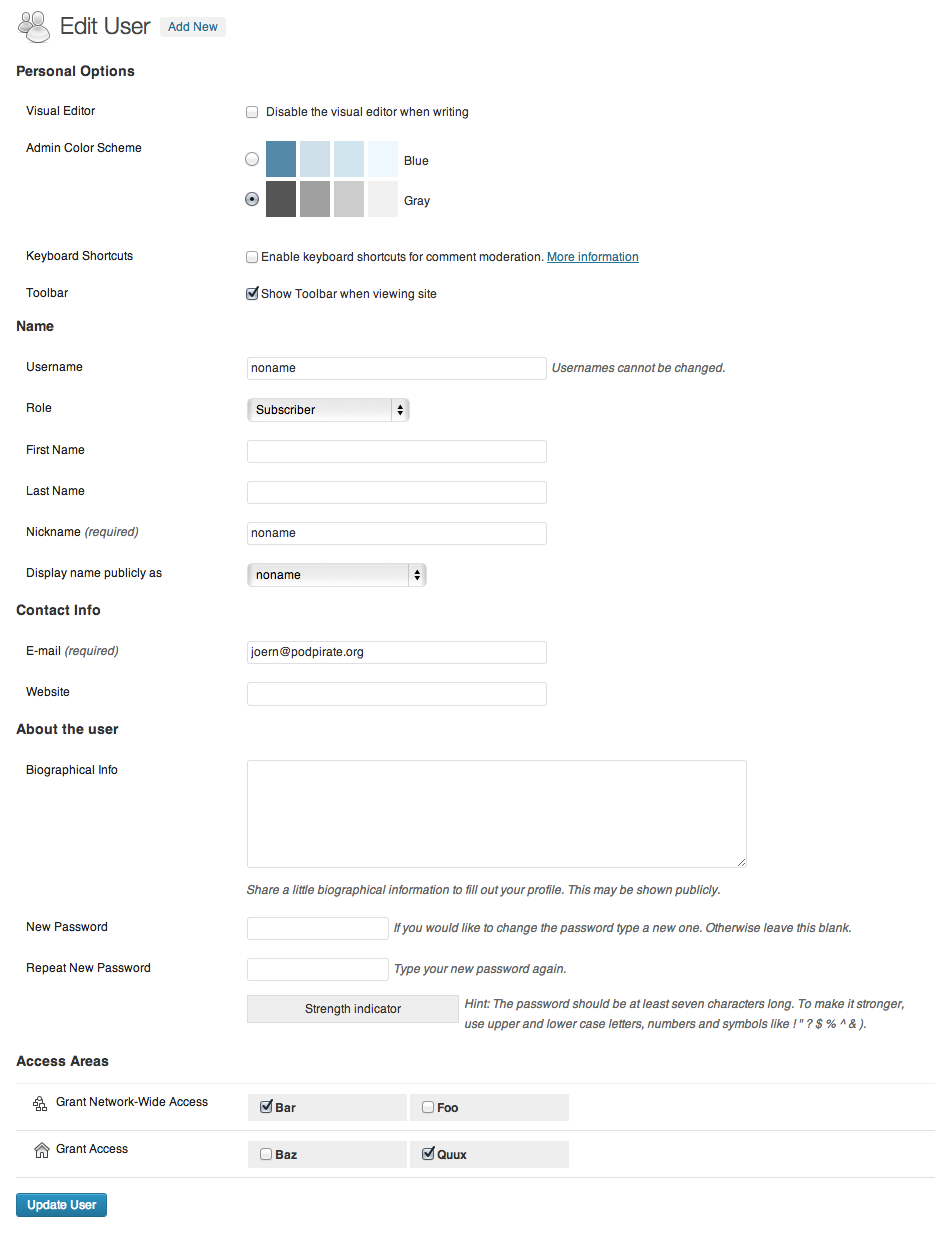 Edit User Add New
Personal Options
Visual Editor Disable the visual editor when writing
Admin Color Scheme
Blue
Gray
Keyboard Shortcuts Enable keyboard shortcuts for comment moderation. More information
Toolbar Show Toolbar when viewing site
Name
Username noname Usernames cannot be changed.
Role Subscriber
First Name
Last Name
Nickname (required) noname
Display name publicly as noname
Contact Info
E-mail (required) joern@podpirate.org
Website
About the user
Biographical Info
Share a little biographical information to fill out your profile. This may be shown publicly.
New Password If you would like to change the password type a new one. Otherwise leave this blank.
Repeat New Password Type your new password again.
Strength indicator Hint: The password should be at least seven characters long. To make it stronger,
use upper and lower case letters, numbers and symbols like ! " ? $ % ^ & ).
Access Areas
Grant Network-Wide Access Bar Foo
Grant Access Baz Quux
Update User